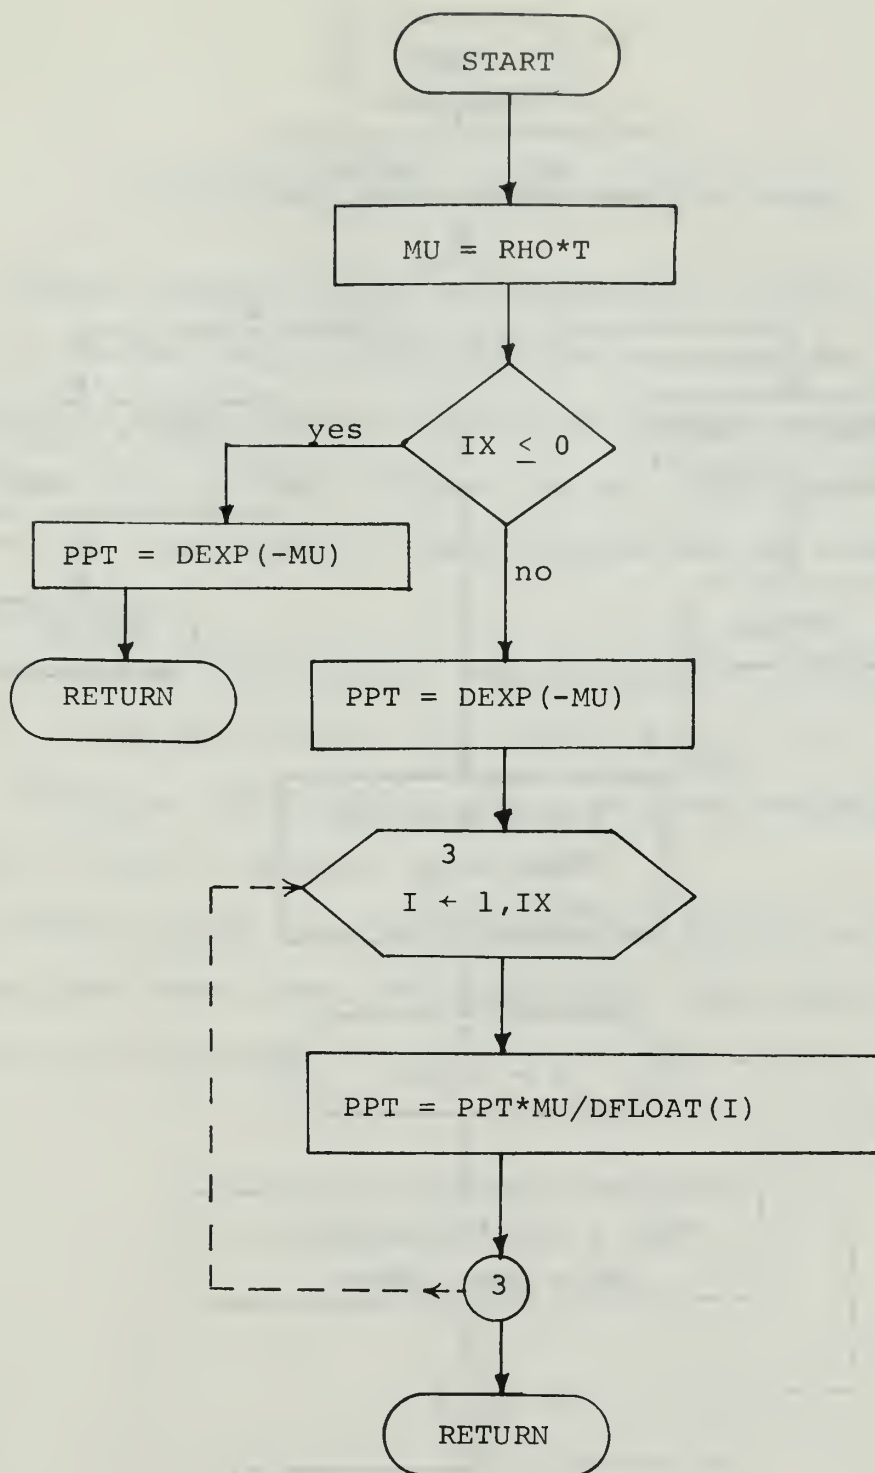 START
MU = RHO*T
IX ≤ 0
yes
no
PPT = DEXP(-MU)
RETURN
PPT = DEXP(-MU)
3
I ← 1,IX
PPT = PPT*MU/DFLOAT(I)
3
RETURN